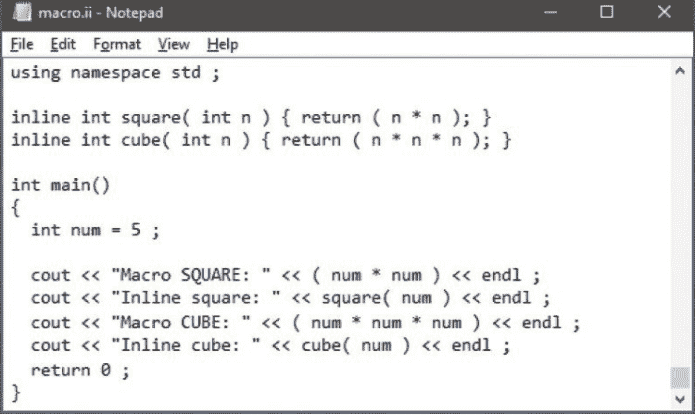 macro.ii - Notepad
File Edit Format View Help
using namespace std ;
inline int square( int n ) { return ( n * n ); }
inline int cube( int n ) { return ( n * n * n ); }
int main()
{
int num = 5 ;
cout << "Macro SQUARE: " << ( num * num ) << endl ;
cout << "Inline square: " << square( num ) << endl ;
cout << "Macro CUBE: " << ( num * num * num ) << endl ;
cout << "Inline cube: " << cube( num ) << endl ;
return 0 ;
}